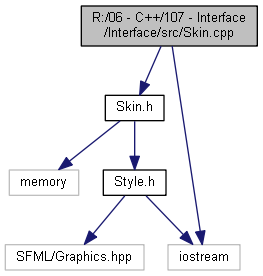 R:/06 - C++/107 - Interface
/Interface/src/Skin.cpp
Skin.h
memory
Style.h
SFML/Graphics.hpp
iostream